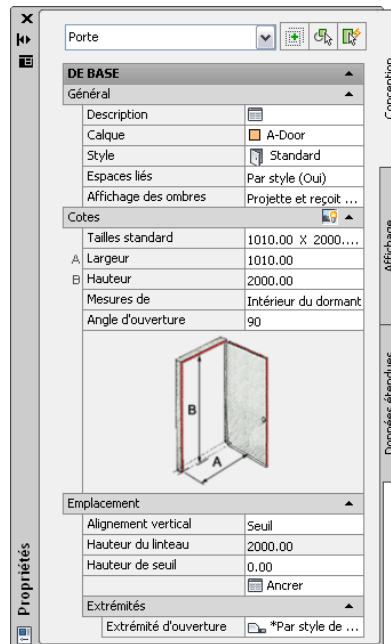 Porte
DE BASE
Général
Description
Calque A-Door
Style Standard
Espaces liés Par style (Oui)
Affichage des ombres Projette et reçoit ...
Cotes
Tailles standard 1010.00 X 2000....
A Largeur 1010.00
B Hauteur 2000.00
Mesures de Intérieur du dormant
Angle d'ouverture 90
B
A
Emplacement
Alignement vertical Seuil
Hauteur du linteau 2000.00
Hauteur de seuil 0.00
Ancrer
Extrémités
Extrémité d'ouverture *Par style de ...
Propriétés
Conception
Affichage
Données étendues